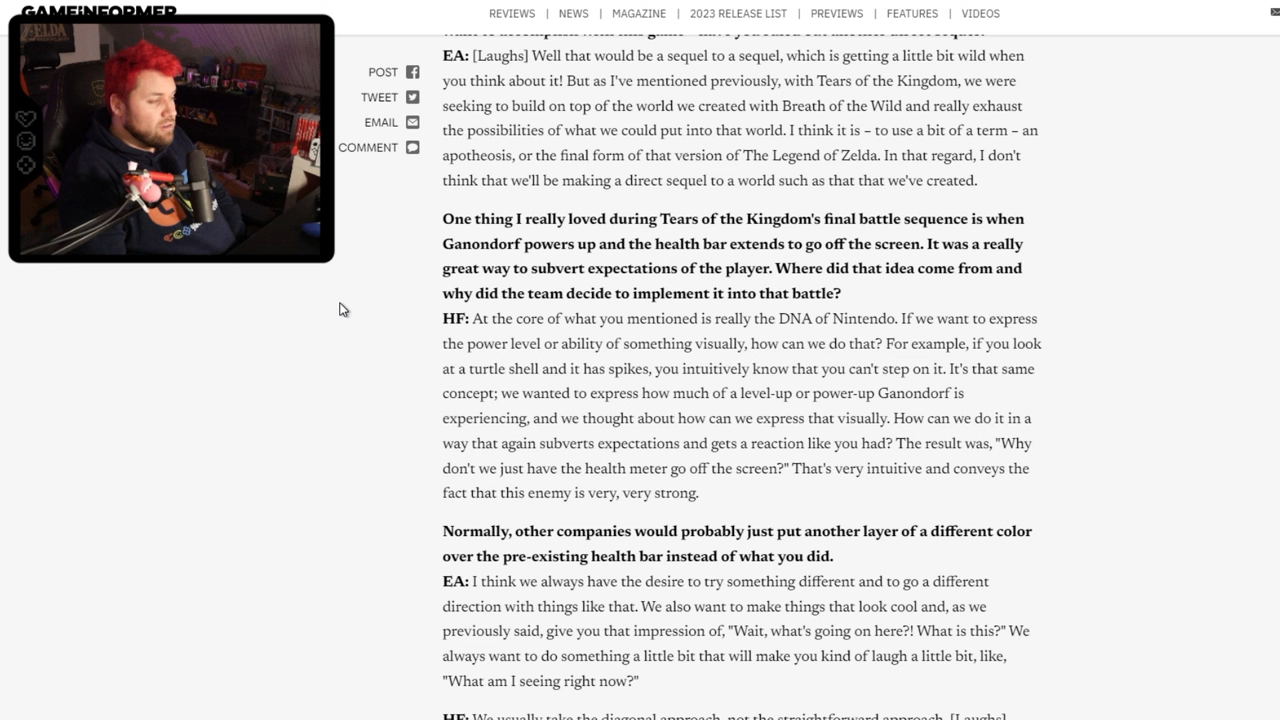 GAMEINFORMER
REVIEWS | NEWS | MAGAZINE | 2023 RELEASE LIST | PREVIEWS | FEATURES | VIDEOS
POST
TWEET
EMAIL
COMMENT
EA: [Laughs] Well that would be a sequel to a sequel, which is getting a little bit wild when
you think about it! But as I've mentioned previously, with Tears of the Kingdom, we were
seeking to build on top of the world we created with Breath of the Wild and really exhaust
the possibilities of what we could put into that world. I think it is – to use a bit of a term – an
apotheosis, or the final form of that version of The Legend of Zelda. In that regard, I don't
think that we'll be making a direct sequel to a world such as that that we've created.
One thing I really loved during Tears of the Kingdom's final battle sequence is when
Ganondorf powers up and the health bar extends to go off the screen. It was a really
great way to subvert expectations of the player. Where did that idea come from and
why did the team decide to implement it into that battle?
HF: At the core of what you mentioned is really the DNA of Nintendo. If we want to express
the power level or ability of something visually, how can we do that? For example, if you look
at a turtle shell and it has spikes, you intuitively know that you can't step on it. It's that same
concept; we wanted to express how much of a level-up or power-up Ganondorf is
experiencing, and we thought about how can we express that visually. How can we do it in a
way that again subverts expectations and gets a reaction like you had? The result was, "Why
don't we just have the health meter go off the screen?" That's very intuitive and conveys the
fact that this enemy is very, very strong.
Normally, other companies would probably just put another layer of a different color
over the pre-existing health bar instead of what you did.
EA: I think we always have the desire to try something different and to go a different
direction with things like that. We also want to make things that look cool and, as we
previously said, give you that impression of, "Wait, what's going on here?! What is this?" We
always want to do something a little bit that will make you kind of laugh a little bit, like,
"What am I seeing right now?"
HF: We usually take the diagonal approach, not the straightforward approach. [Laughs]